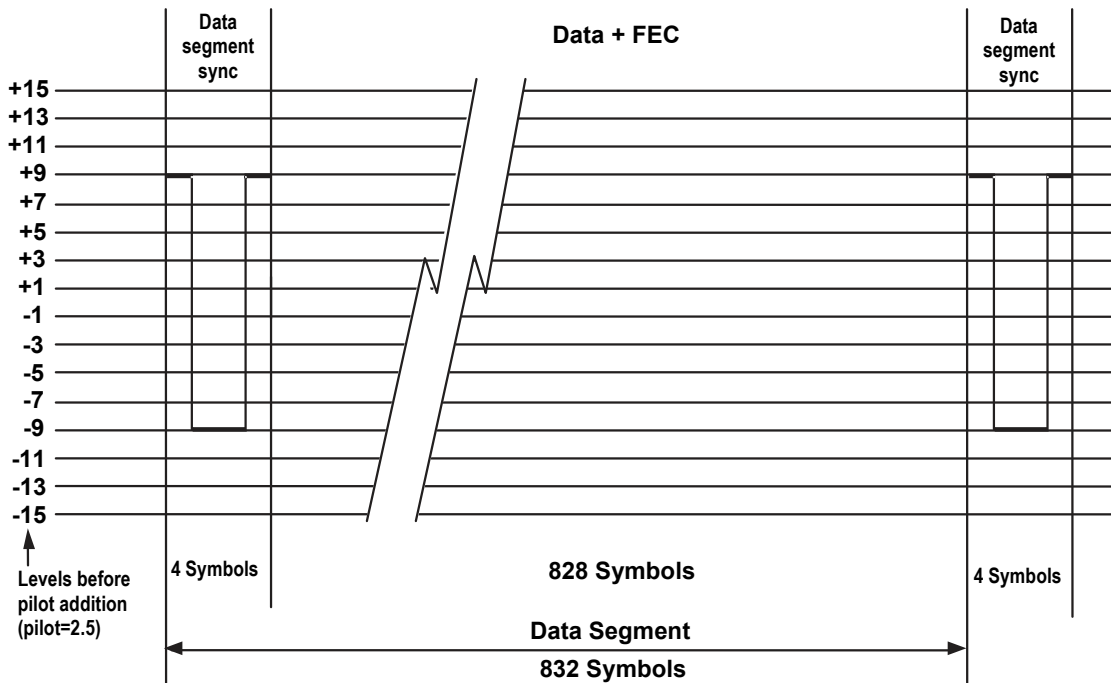 Data
segment
sync
Data + FEC
Data
segment
sync
+15
+13
+11
+9
+7
+5
+3
+1
-1
-3
-5
-7
-9
-11
-13
-15
Levels before
pilot addition
(pilot=2.5)
4 Symbols
828 Symbols
4 Symbols
Data Segment
832 Symbols